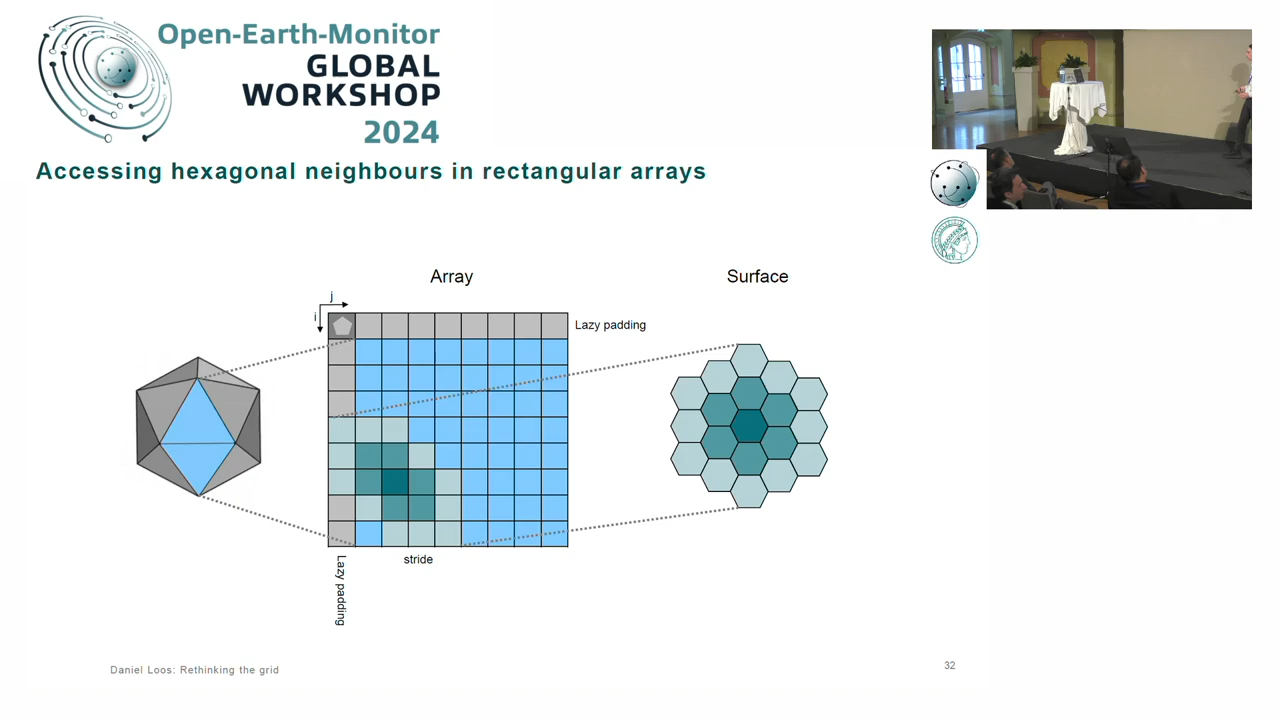 Open-Earth-Monitor
GLOBAL
WORKSHOP
2024
Accessing hexagonal neighbours in rectangular arrays
Array
Surface
j
i
Lazy padding
stride
Lazy padding
Daniel Loos: Rethinking the grid
32